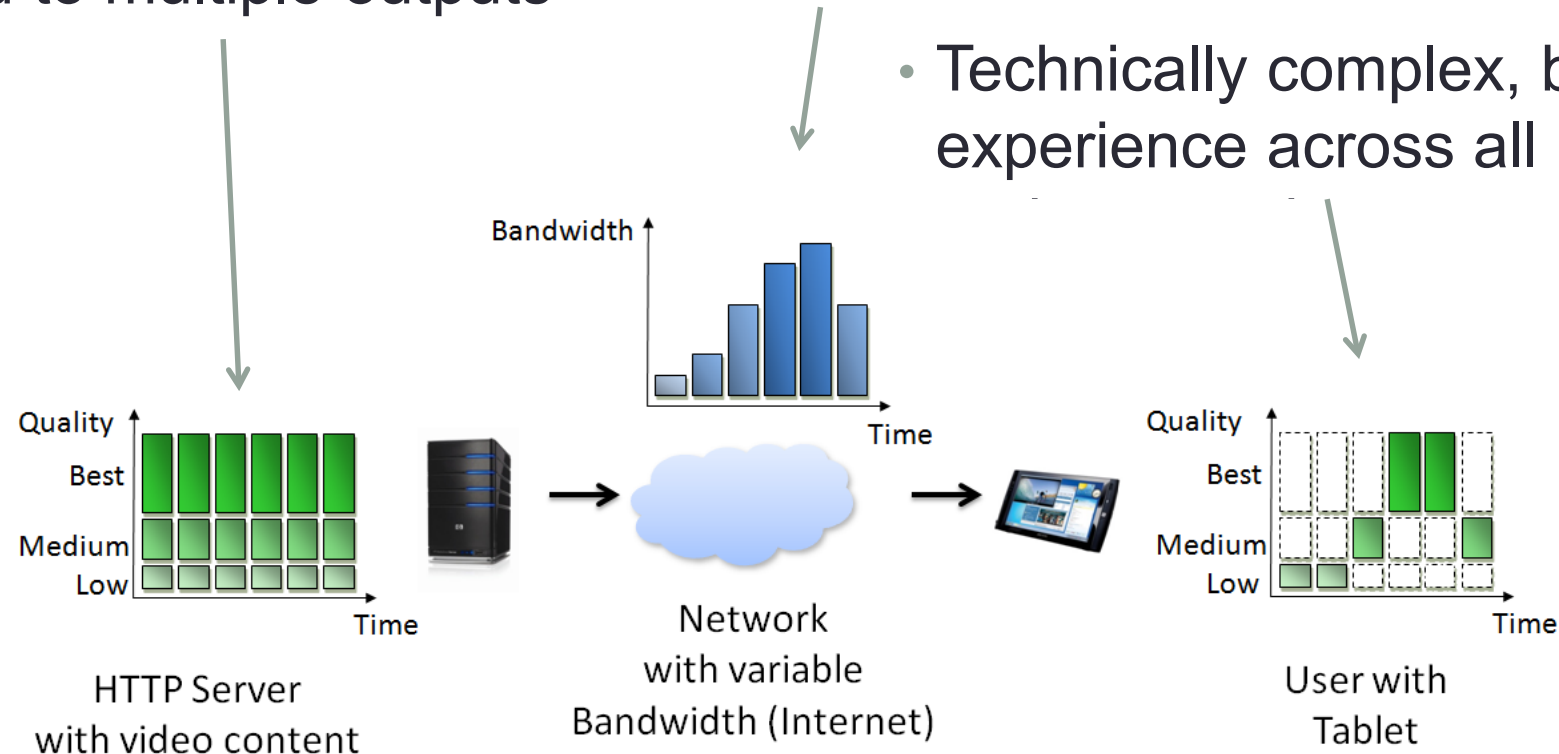 to multiple outputs
• Technically complex, b
experience across all
Bandwidth
Time
Quality
Best
Medium
Low
Time
HTTP Server
with video content
Network
with variable
Bandwidth (Internet)
Quality
Best
Medium
Low
Time
User with
Tablet